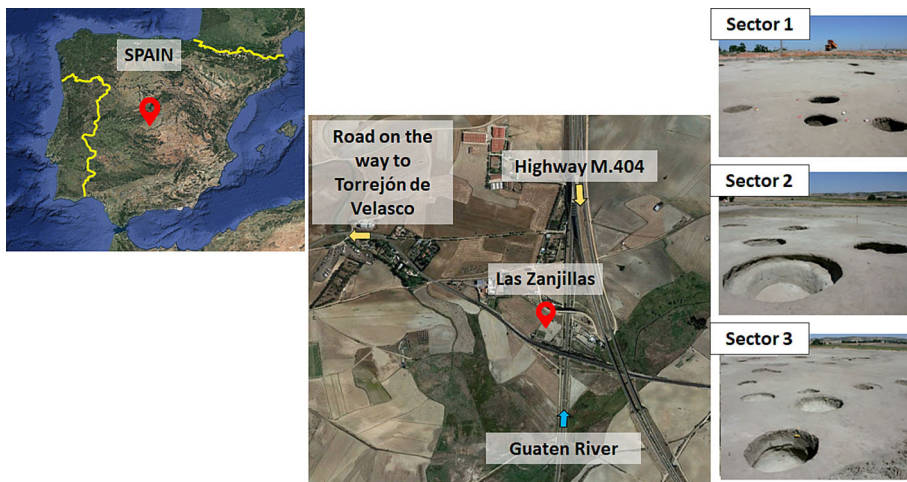 SPAIN
Road on the
way to
Torrejón de
Velasco
Highway M.404
Las Zanjillas
Guaten River
Sector 1
Sector 2
Sector 3